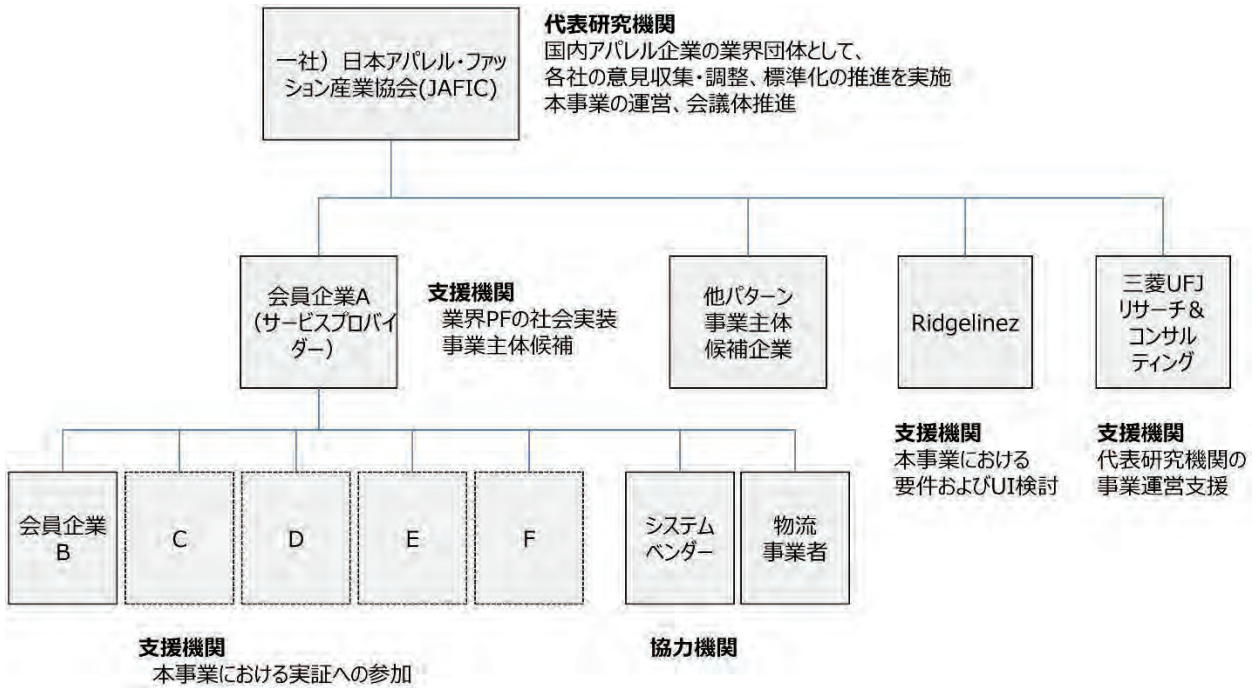 一社）日本アパレル・ファッ
ション産業協会(JAFIC)
代表研究機関
国内アパレル企業の業界団体として、
各社の意見収集・調整、標準化の推進を実施
本事業の運営、会議体推進
会員企業A
（サービスプロバイ
ダー）
支援機関
業界PFの社会実装
事業主体候補
他パターン
事業主体
候補企業
Ridgelinez
三菱UFJ
リサーチ＆
コンサル
ティング
支援機関
本事業における
要件およびUI検討
支援機関
代表研究機関の
事業運営支援
会員企業
B
C
D
E
F
システム
ベンダー
物流
事業者
支援機関
本事業における実証への参加
協力機関